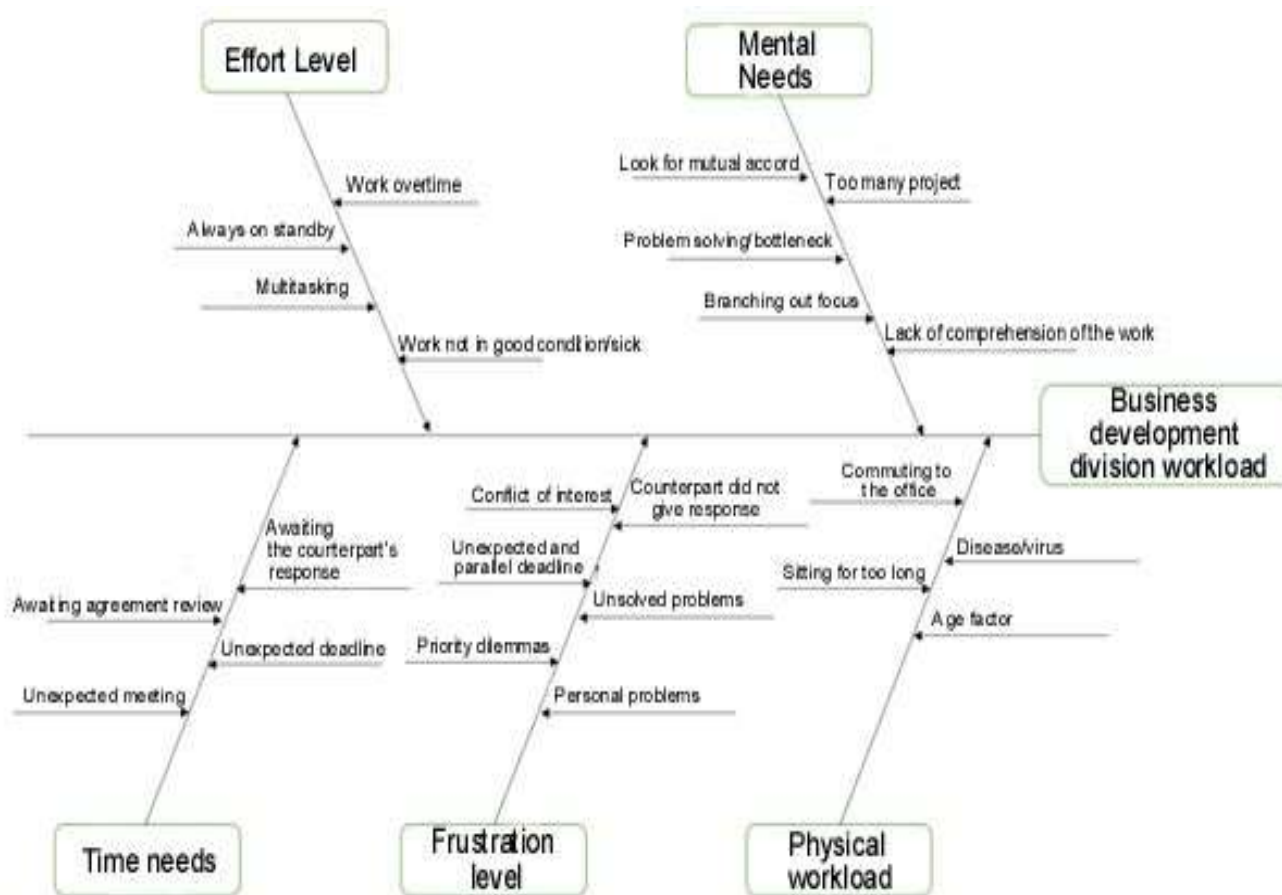 Effort Level
Mental
Needs
Look for mutual accord
Too many project
Work overtime
Always on standby
Problem solving/bottleneck
Multitasking
Branching out focus
Work not in good condition/sick
Lack of comprehension of the work
Business
development
division workload
Commuting to
the office
Conflict of interest
Counterpart did not
give response
Awaiting
the counterpart's
response
Unexpected and
parallel deadline
Disease/virus
Sitting for too long
Awaiting agreement review
Unsolved problems
Age factor
Unexpected deadline
Priority dilemmas
Unexpected meeting
Personal problems
Time needs
Frustration
level
Physical
workload